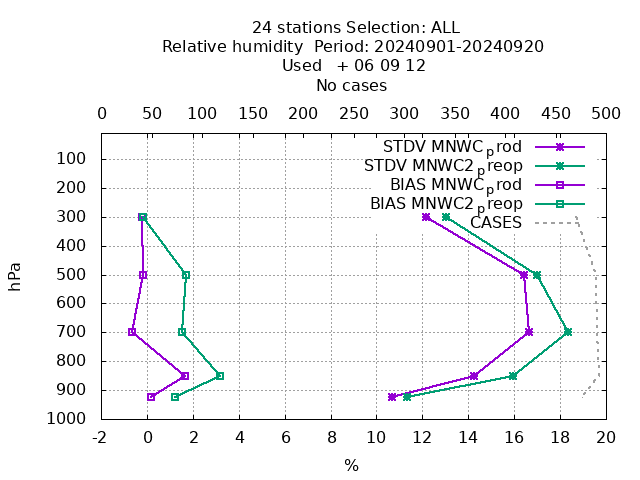 24 stations Selection: ALL
Relative humidity  Period: 20240901-20240920
Used   + 06 09 12
No cases
0 50 100 150 200 250 300 350 400 450 500
STDV MNWC_prod
STDV MNWC2_preop
BIAS MNWC_prod
BIAS MNWC2_preop
CASES
100
200
300
400
500
600
700
800
900
1000
hPa
-2 0 2 4 6 8 10 12 14 16 18 20
%